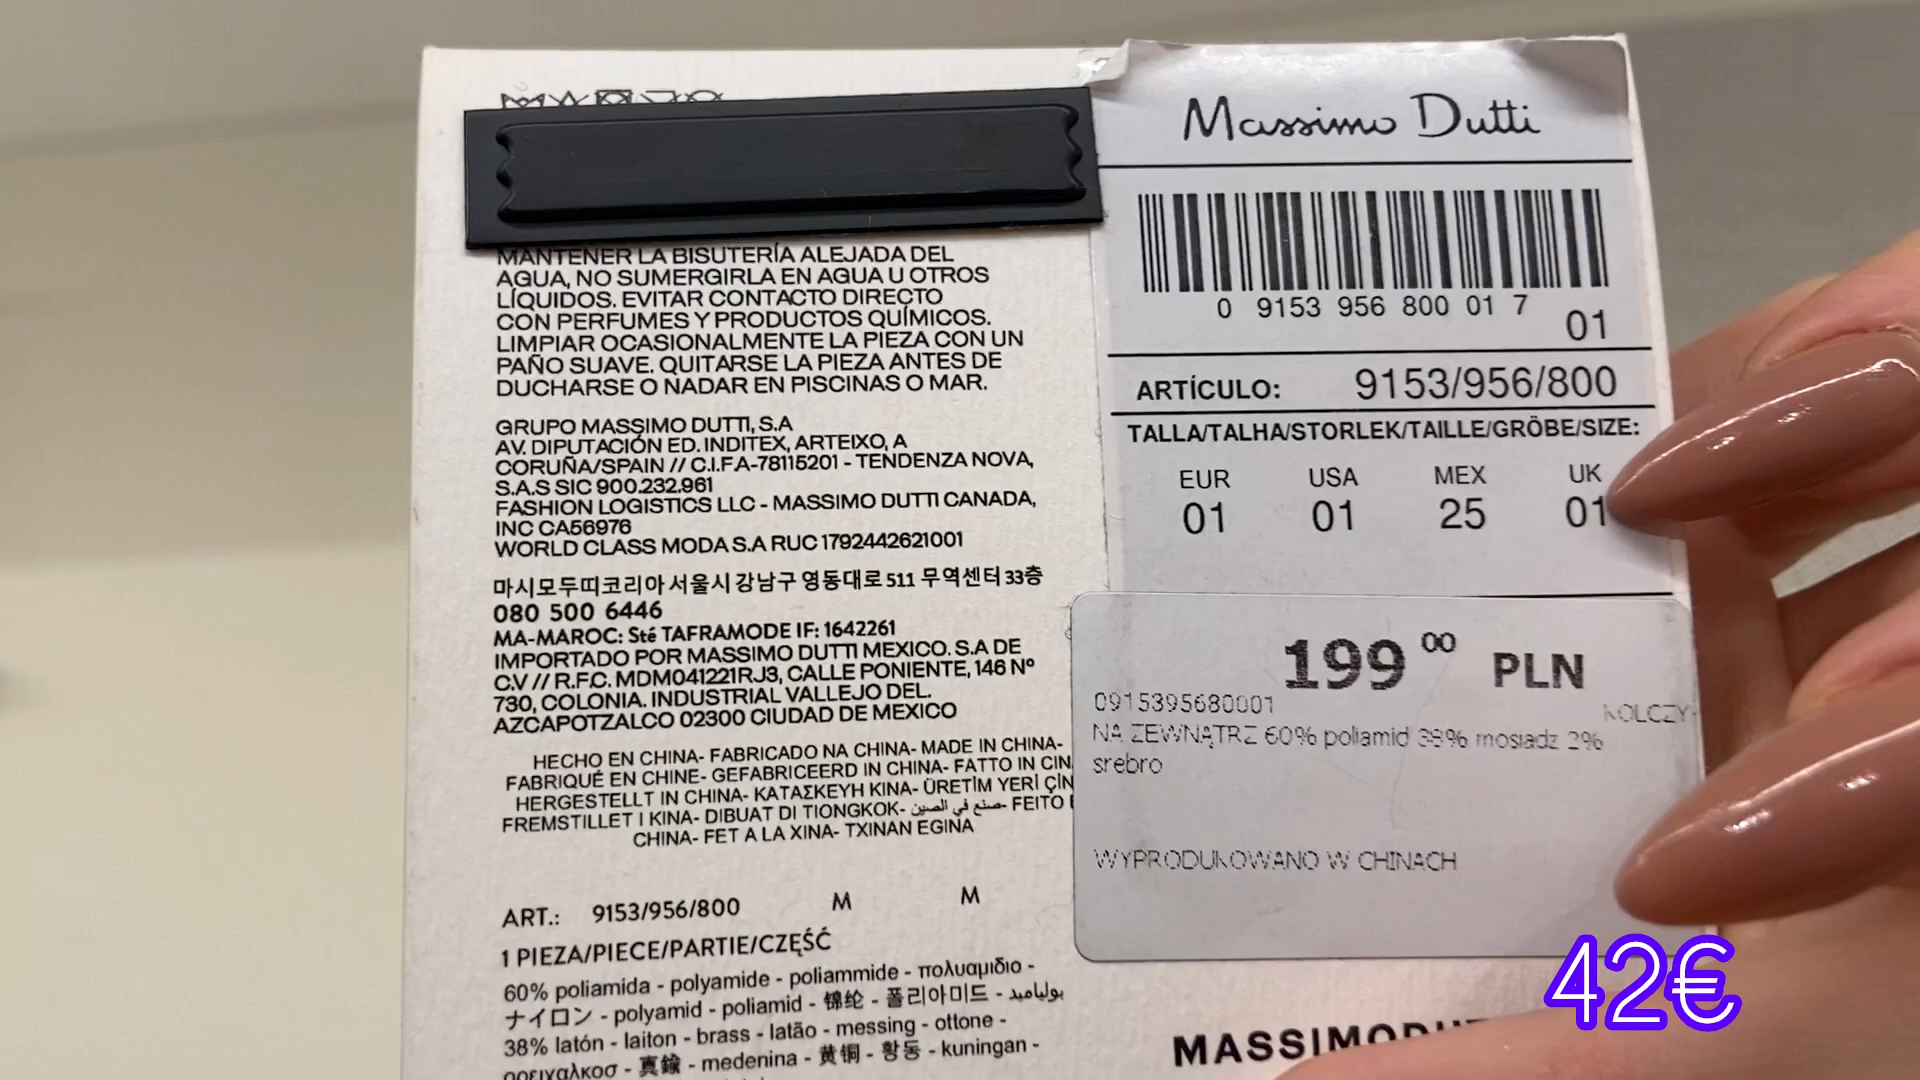 MANTENER LA BISUTERÍA ALEJADA DEL
AGUA, NO SUMERGIRLA EN AGUA U OTROS
LÍQUIDOS. EVITAR CONTACTO DIRECTO
CON PERFUMES Y PRODUCTOS QUÍMICOS.
LIMPIAR OCASIONALMENTE LA PIEZA CON UN
PAÑO SUAVE. QUITARSE LA PIEZA ANTES DE
DUCHARSE O NADAR EN PISCINAS O MAR.
GRUPO MASSIMO DUTTI, S.A
AV. DIPUTACIÓN ED. INDITEX, ARTEIXO, A
CORUÑA/SPAIN // C.I.F.A-78115201 - TENDENZA NOVA,
S.A.S SIC 900.232.961
FASHION LOGISTICS LLC - MASSIMO DUTTI CANADA,
INC CA56976
WORLD CLASS MODA S.A RUC 1792442621001
마시모두띠코리아 서울시 강남구 영동대로 511 무역센터 33층
080 500 6446
MA-MAROC: Sté TAFRAMODE IF: 1642261
IMPORTADO POR MASSIMO DUTTI MEXICO. S.A DE
C.V // R.F.C. MDM041221RJ3, CALLE PONIENTE, 146 Nº
730, COLONIA. INDUSTRIAL VALLEJO DEL.
AZCAPOTZALCO 02300 CIUDAD DE MEXICO
HECHO EN CHINA- FABRICADO NA CHINA- MADE IN CHINA-
FABRIQUÉ EN CHINE- GEFABRICEERD IN CHINA- FATTO IN CIN
HERGESTELLT IN CHINA- ΚΑΤΑΣΚΕΥΗ ΚΙΝΑ- ÜRETİM YERİ ÇİN
FREMSTILLET I KINA- DIBUAT DI TIONGKOK- صنع في الصين- FEITO
CHINA- FET A LA XINA- TXINAN EGINA
ART.: 9153/956/800 M M
1 PIEZA/PIECE/PARTIE/CZĘŚĆ
60% poliamida - polyamide - poliammide - πολυαμιδιο -
ナイロン - polyamid - poliamid - 锦纶 - 폴리아미드 - بولياميد
38% latón - laiton - brass - latão - messing - ottone -
ορειχαλκοσ - 真鍮 - medenina - 黄铜 - 황동 - kuningan -
Massimo Dutti
0 9153 956 800 01 7
01
ARTÍCULO: 9153/956/800
TALLA/TALHA/STORLEK/TAILLE/GRÖBE/SIZE:
EUR USA MEX UK
01 01 25 01
199 00 PLN
0915395680001
KOLCZY
NA ZEWNĄTRZ 60% poliamid 38% mosiadz 2%
srebro
WYPRODUKOWANO W CHINACH
42€
MASSIMODUT